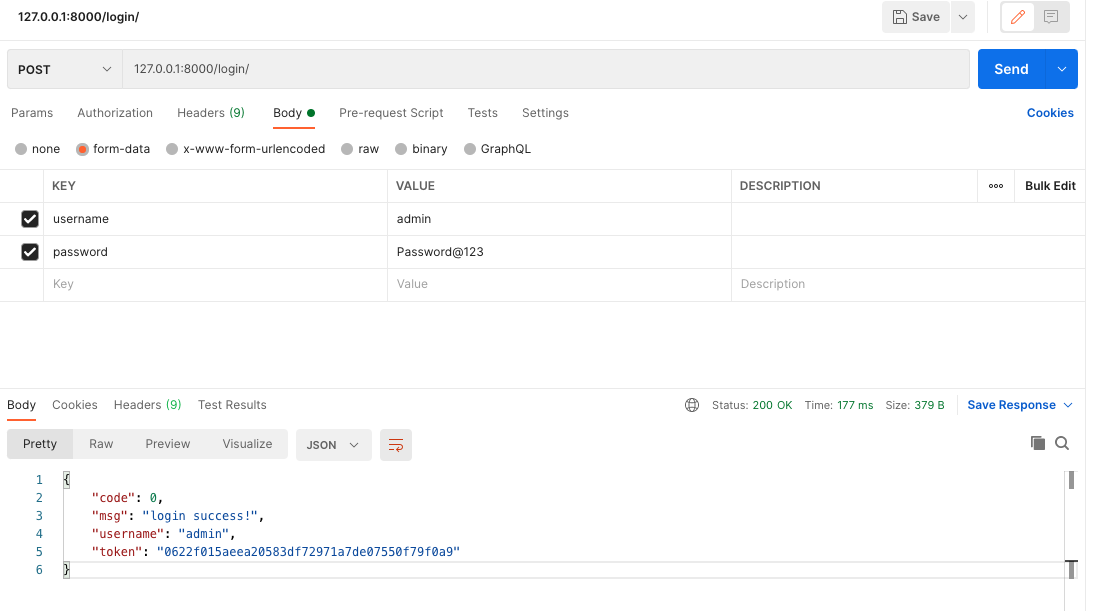 127.0.0.1:8000/login/
Save
POST
127.0.0.1:8000/login/
Send
Params Authorization Headers (9) Body Pre-request Script Tests Settings Cookies
none form-data x-www-form-urlencoded raw binary GraphQL
KEY VALUE DESCRIPTION ooo Bulk Edit
username admin
password Password@123
Key Value Description
Body Cookies Headers (9) Test Results Status: 200 OK Time: 177 ms Size: 379 B Save Response
Pretty Raw Preview Visualize JSON
1 {
2 "code": 0,
3 "msg": "login success!",
4 "username": "admin",
5 "token": "0622f015aeea20583df72971a7de07550f79f0a9"
6 }